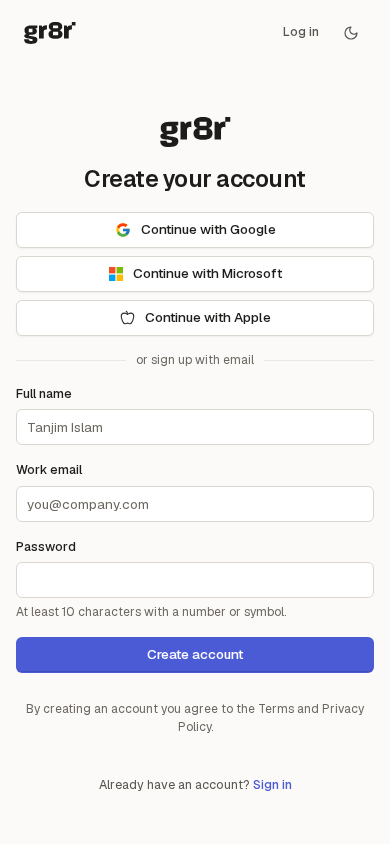 gr8r
Log in
gr8r
Create your account
Continue with Google
Continue with Microsoft
Continue with Apple
or sign up with email
Full name
Tanjim Islam
Work email
you@company.com
Password
At least 10 characters with a number or symbol.
Create account
By creating an account you agree to the Terms and Privacy
Policy.
Already have an account? Sign in